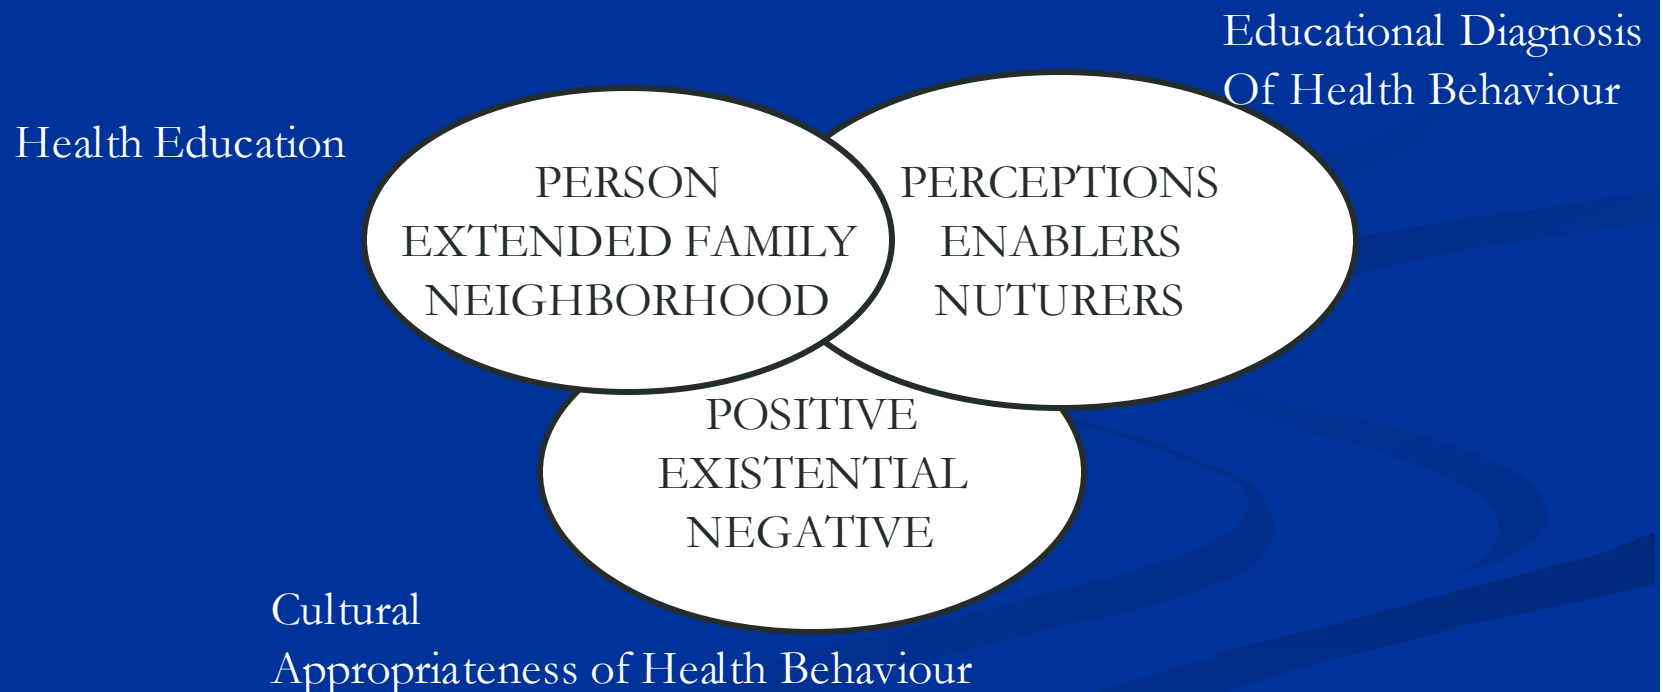 Educational Diagnosis
Of Health Behaviour
Health Education
PERSON
EXTENDED FAMILY
NEIGHBORHOOD
PERCEPTIONS
ENABLERS
NUTURERS
POSITIVE
EXISTENTIAL
NEGATIVE
Cultural
Appropriateness of Health Behaviour